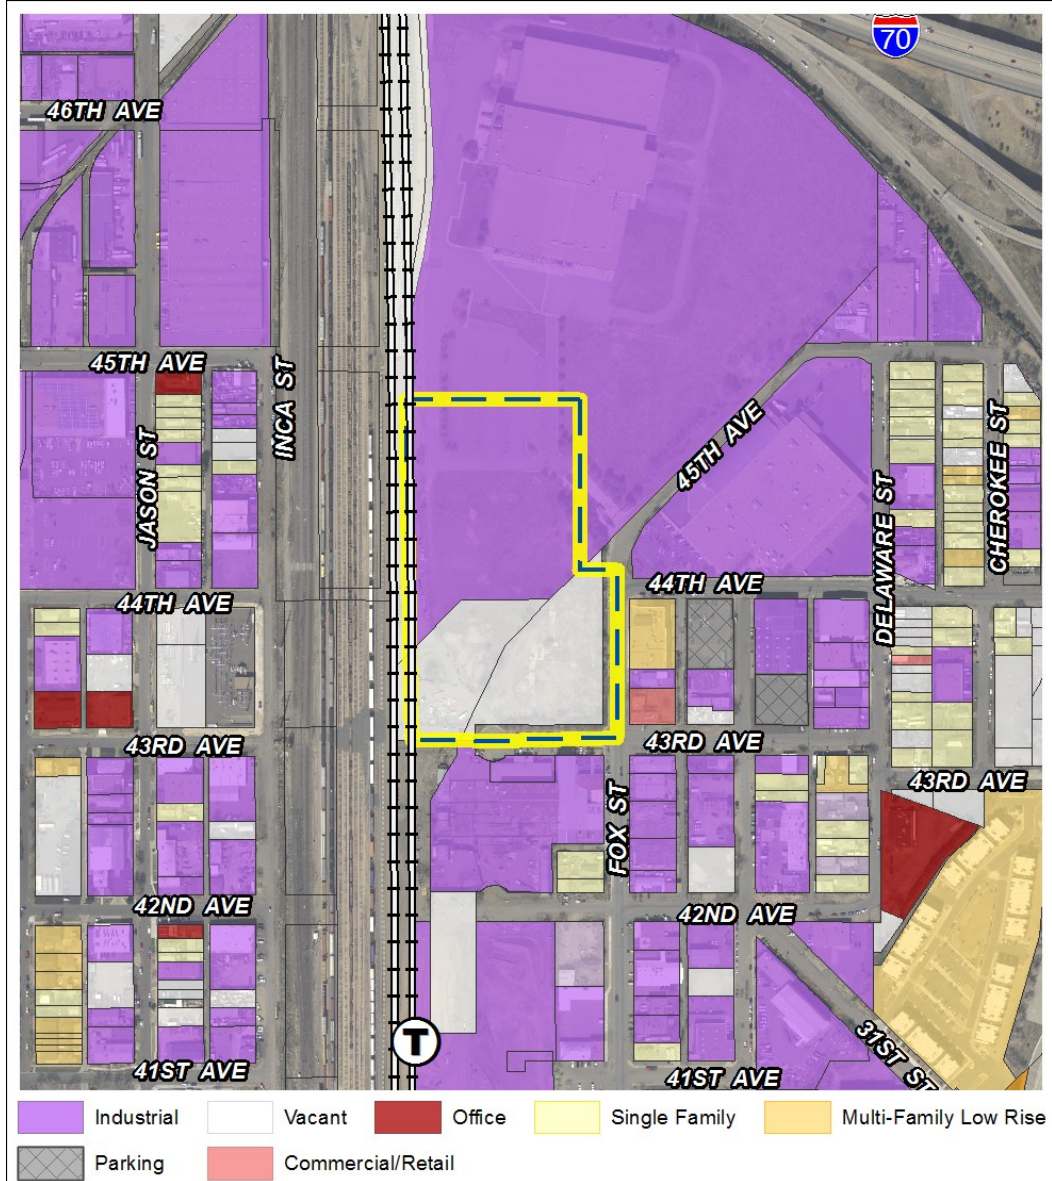 70
46TH AVE
45TH AVE
INCA ST
JASON ST
45TH AVE
CHEROKEE ST
DELAWARE ST
44TH AVE
44TH AVE
43RD AVE
43RD AVE
43RD AVE
FOX ST
42ND AVE
42ND AVE
31ST ST
T
41ST AVE
41ST AVE
Industrial
Vacant
Office
Single Family
Multi-Family Low Rise
Parking
Commercial/Retail